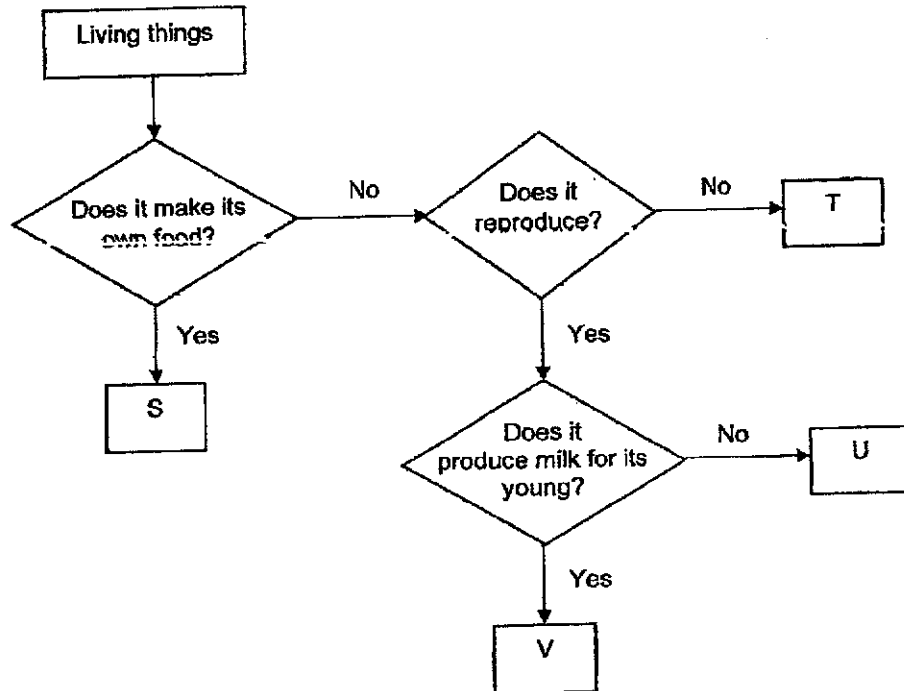 Living things
Does it make its
own food?
No
Does it
reproduce?
No
T
Yes
S
Yes
Does it
produce milk for its
young?
No
U
Yes
V